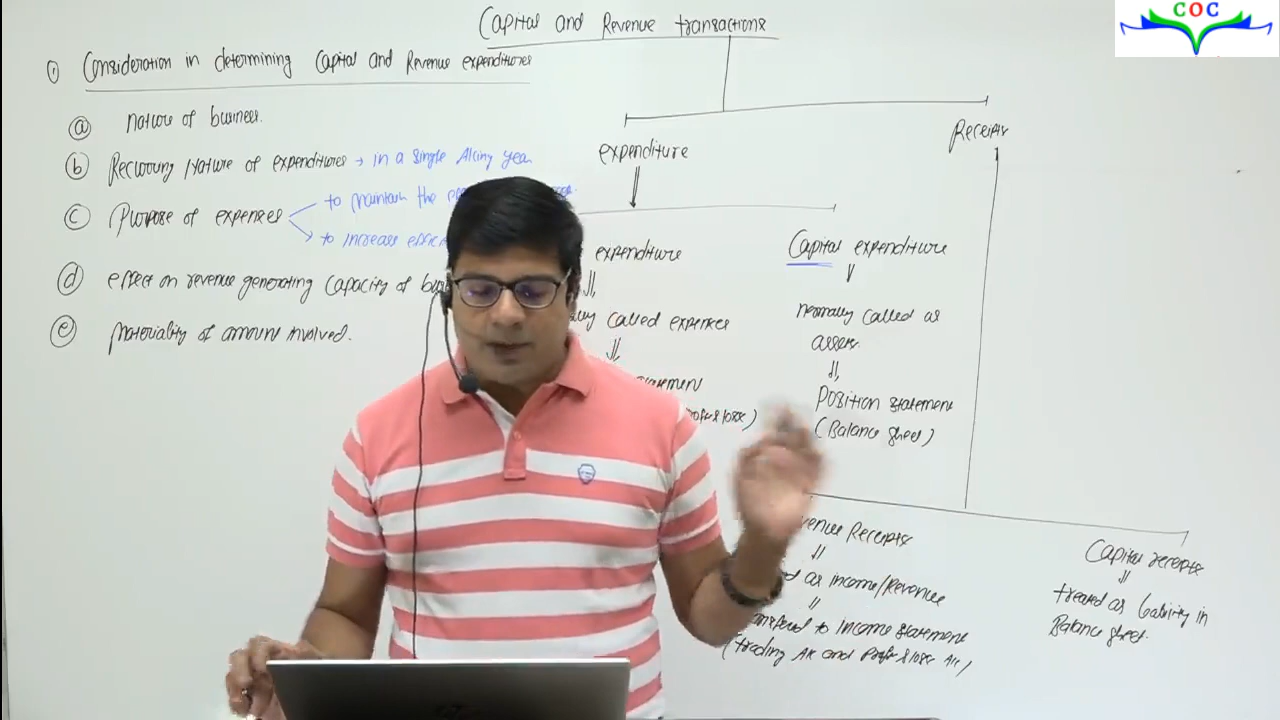 COC
Capital and Revenue transactions
① Consideration in determining Capital and Revenue expenditures
ⓐ Nature of business.
ⓑ Recurring Nature of expenditures → in a single A/cing year
ⓒ Purpose of expenses
to maintain the
to increase
ⓓ effect on revenue generating capacity of
ⓔ Materiality of amount involved.
expenditure
Receipts
expenditure
called expenses
Capital expenditure
normally called as
assets
Position statement
(Balance sheet)
Receipts
as income/Revenue
to Income statement
(trading A/c and Profit & loss A/c)
Capital receipts
treated as liability in
Balance sheet.